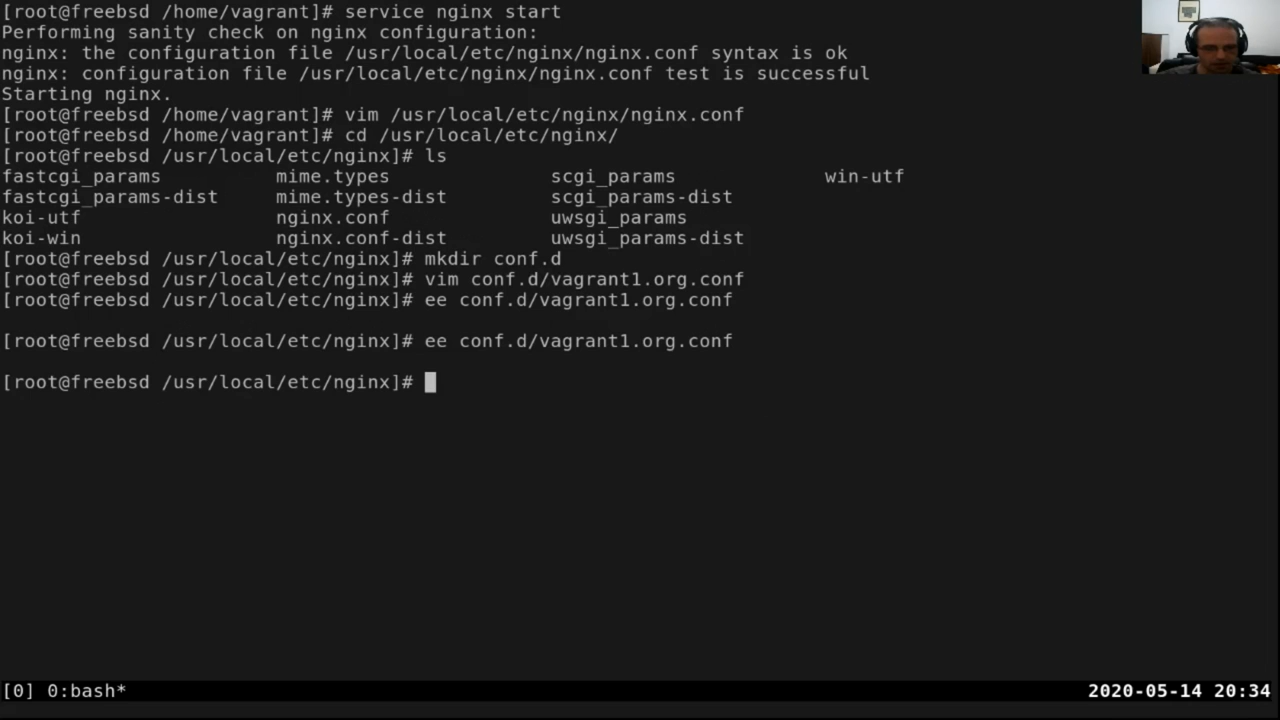 [root@freebsd /home/vagrant]# service nginx start
Performing sanity check on nginx configuration:
nginx: the configuration file /usr/local/etc/nginx/nginx.conf syntax is ok
nginx: configuration file /usr/local/etc/nginx/nginx.conf test is successful
Starting nginx.
[root@freebsd /home/vagrant]# vim /usr/local/etc/nginx/nginx.conf
[root@freebsd /home/vagrant]# cd /usr/local/etc/nginx/
[root@freebsd /usr/local/etc/nginx]# ls
fastcgi_params mime.types scgi_params win-utf
fastcgi_params-dist mime.types-dist scgi_params-dist
koi-utf nginx.conf uwsgi_params
koi-win nginx.conf-dist uwsgi_params-dist
[root@freebsd /usr/local/etc/nginx]# mkdir conf.d
[root@freebsd /usr/local/etc/nginx]# vim conf.d/vagrant1.org.conf
[root@freebsd /usr/local/etc/nginx]# ee conf.d/vagrant1.org.conf
[root@freebsd /usr/local/etc/nginx]# ee conf.d/vagrant1.org.conf
[root@freebsd /usr/local/etc/nginx]#
[0] 0:bash* 2020-05-14 20:34